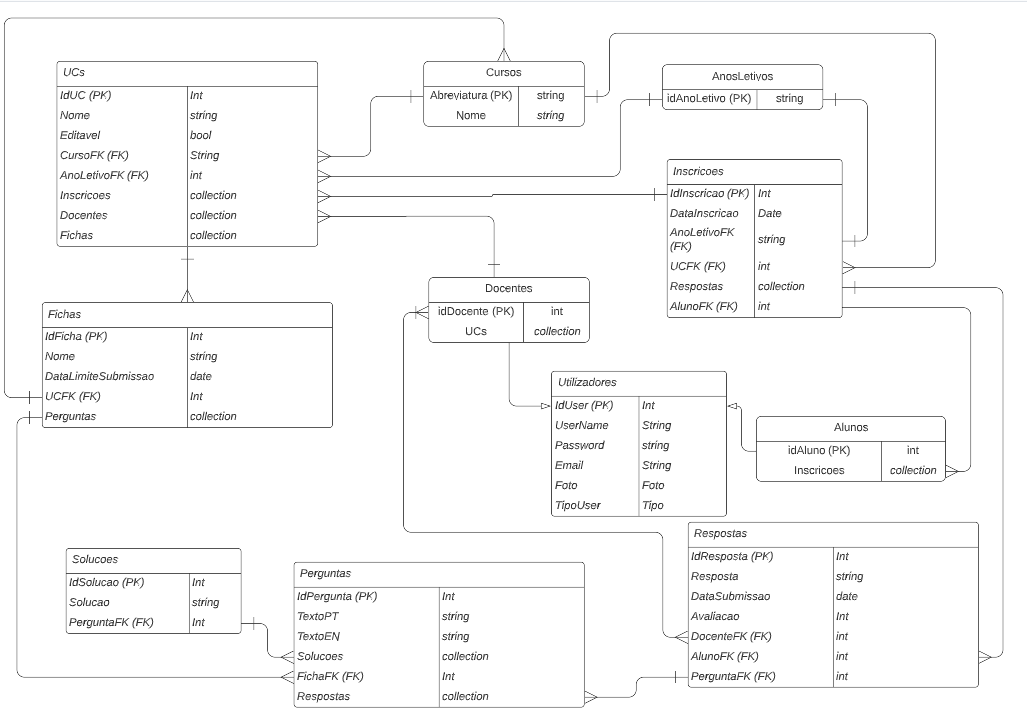 UCs
IdUC (PK) Int
Nome string
Editavel bool
CursoFK (FK) String
AnoLetivoFK (FK) int
Inscricoes collection
Docentes collection
Fichas collection
Cursos
Abreviatura (PK) string
Nome string
AnosLetivos
idAnoLetivo (PK) string
Inscricoes
IdInscricao (PK) Int
DataInscricao Date
AnoLetivoFK
(FK) string
UCFK (FK) int
Respostas collection
AlunoFK (FK) int
Docentes
idDocente (PK) int
UCs collection
Fichas
IdFicha (PK) Int
Nome string
DataLimiteSubmissao date
UCFK (FK) Int
Perguntas collection
Utilizadores
IdUser (PK) Int
UserName String
Password string
Email String
Foto Foto
TipoUser Tipo
Alunos
idAluno (PK) int
Inscricoes collection
Solucoes
IdSolucao (PK) Int
Solucao string
PerguntaFK (FK) Int
Perguntas
IdPergunta (PK) Int
TextoPT string
TextoEN string
Solucoes collection
FichaFK (FK) Int
Respostas collection
Respostas
IdResposta (PK) Int
Resposta string
DataSubmissao date
Avaliacao Int
DocenteFK (FK) int
AlunoFK (FK) int
PerguntaFK (FK) int